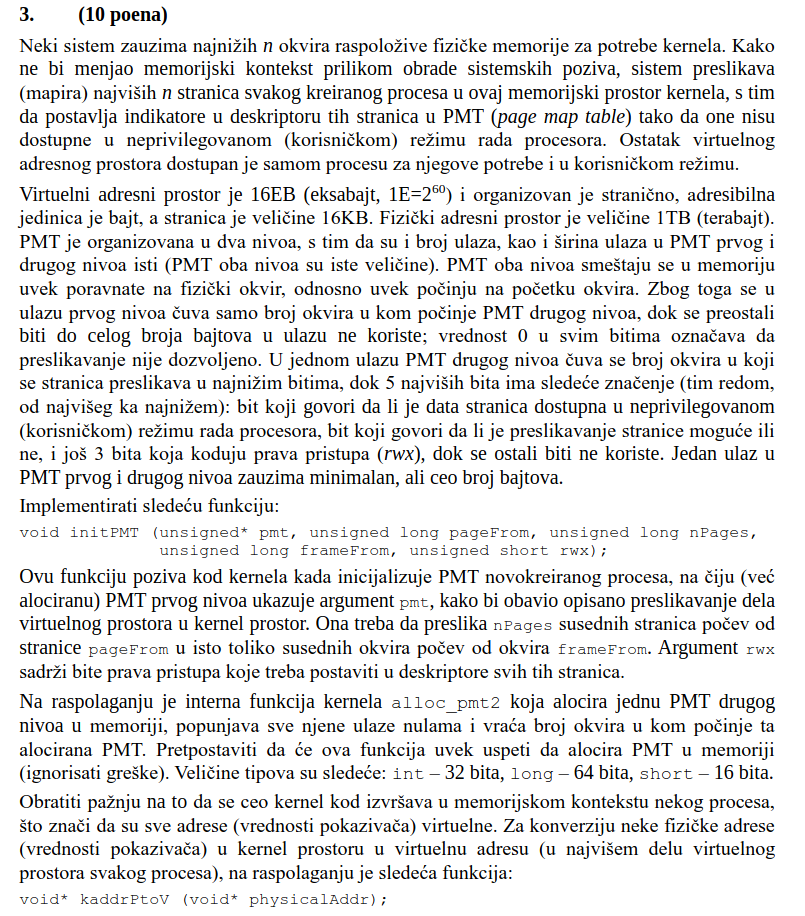 3. (10 poena)
Neki sistem zauzima najnižih n okvira raspoložive fizičke memorije za potrebe kernela. Kako
ne bi menjao memorijski kontekst prilikom obrade sistemskih poziva, sistem preslikava
(mapira) najviših n stranica svakog kreiranog procesa u ovaj memorijski prostor kernela, s tim
da postavlja indikatore u deskriptoru tih stranica u PMT (page map table) tako da one nisu
dostupne u neprivilegovanom (korisničkom) režimu rada procesora. Ostatak virtuelnog
adresnog prostora dostupan je samom procesu za njegove potrebe i u korisničkom režimu.
Virtuelni adresni prostor je 16EB (eksabajt, 1E=2⁶⁰) i organizovan je stranično, adresibilna
jedinica je bajt, a stranica je veličine 16KB. Fizički adresni prostor je veličine 1TB (terabajt).
PMT je organizovana u dva nivoa, s tim da su i broj ulaza, kao i širina ulaza u PMT prvog i
drugog nivoa isti (PMT oba nivoa su iste veličine). PMT oba nivoa smeštaju se u memoriju
uvek poravnate na fizički okvir, odnosno uvek počinju na početku okvira. Zbog toga se u
ulazu prvog nivoa čuva samo broj okvira u kom počinje PMT drugog nivoa, dok se preostali
biti do celog broja bajtova u ulazu ne koriste; vrednost 0 u svim bitima označava da
preslikavanje nije dozvoljeno. U jednom ulazu PMT drugog nivoa čuva se broj okvira u koji
se stranica preslikava u najnižim bitima, dok 5 najviših bita ima sledeće značenje (tim redom,
od najvišeg ka najnižem): bit koji govori da li je data stranica dostupna u neprivilegovanom
(korisničkom) režimu rada procesora, bit koji govori da li je preslikavanje stranice moguće ili
ne, i još 3 bita koja koduju prava pristupa (rwx), dok se ostali biti ne koriste. Jedan ulaz u
PMT prvog i drugog nivoa zauzima minimalan, ali ceo broj bajtova.
Implementirati sledeću funkciju:
void initPMT (unsigned* pmt, unsigned long pageFrom, unsigned long nPages,
unsigned long frameFrom, unsigned short rwx);
Ovu funkciju poziva kod kernela kada inicijalizuje PMT novokreiranog procesa, na čiju (već
alociranu) PMT prvog nivoa ukazuje argument pmt, kako bi obavio opisano preslikavanje dela
virtuelnog prostora u kernel prostor. Ona treba da preslika nPages susednih stranica počev od
stranice pageFrom u isto toliko susednih okvira počev od okvira frameFrom. Argument rwx
sadrži bite prava pristupa koje treba postaviti u deskriptore svih tih stranica.
Na raspolaganju je interna funkcija kernela alloc_pmt2 koja alocira jednu PMT drugog
nivoa u memoriji, popunjava sve njene ulaze nulama i vraća broj okvira u kom počinje ta
alocirana PMT. Pretpostaviti da će ova funkcija uvek uspeti da alocira PMT u memoriji
(ignorisati greške). Veličine tipova su sledeće: int – 32 bita, long – 64 bita, short – 16 bita.
Obratiti pažnju na to da se ceo kernel kod izvršava u memorijskom kontekstu nekog procesa,
što znači da su sve adrese (vrednosti pokazivača) virtuelne. Za konverziju neke fizičke adrese
(vrednosti pokazivača) u kernel prostoru u virtuelnu adresu (u najvišem delu virtuelnog
prostora svakog procesa), na raspolaganju je sledeća funkcija:
void* kaddrPtoV (void* physicalAddr);